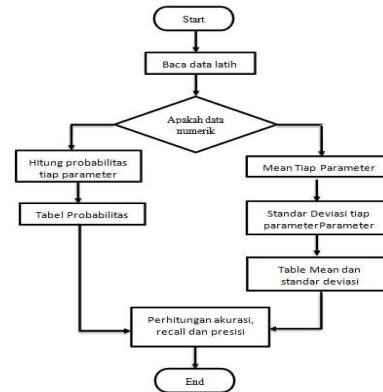 Start
Baca data latih
Apakah data
numerik
Hitung probabilitas
tiap parameter
Tabel Probabilitas
Mean Tiap Parameter
Standar Deviasi tiap
parameterParameter
Table Mean dan
standar deviasi
Perhitungan akurasi,
recall dan presisi
End